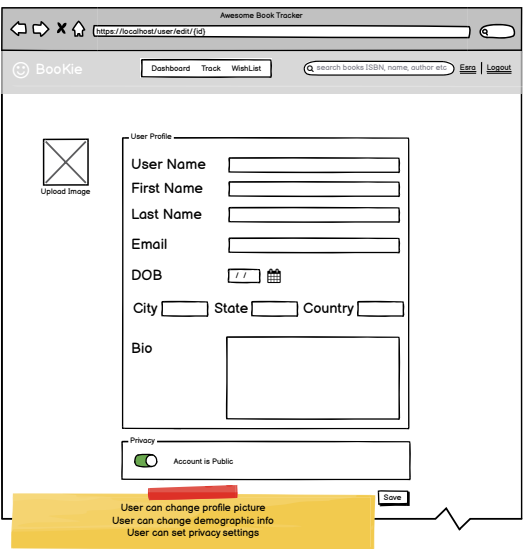 Awesome Book Tracker
https://localhost/user/edit/{id}
BooKie
Dashboard Track WishList
search books ISBN, name, author etc
Esra | Logout
Upload Image
User Profile
User Name
First Name
Last Name
Email
DOB / /
City State Country
Bio
Privacy
Account is Public
Save
User can change profile picture
User can change demographic info
User can set privacy settings